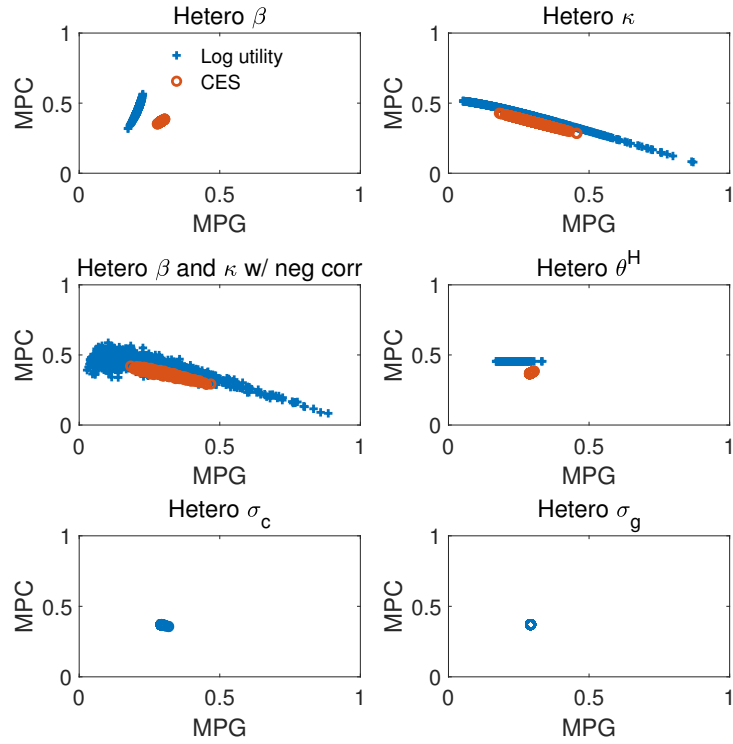 Hetero β
1
0.5
0
MPC
Log utility
CES
0 0.5 1
MPG
Hetero κ
1
0.5
0
MPC
0 0.5 1
MPG
Hetero β and κ w/ neg corr
1
0.5
0
MPC
0 0.5 1
MPG
Hetero θ^H
1
0.5
0
MPC
0 0.5 1
MPG
Hetero σ_c
1
0.5
0
MPC
0 0.5 1
MPG
Hetero σ_g
1
0.5
0
MPC
0 0.5 1
MPG